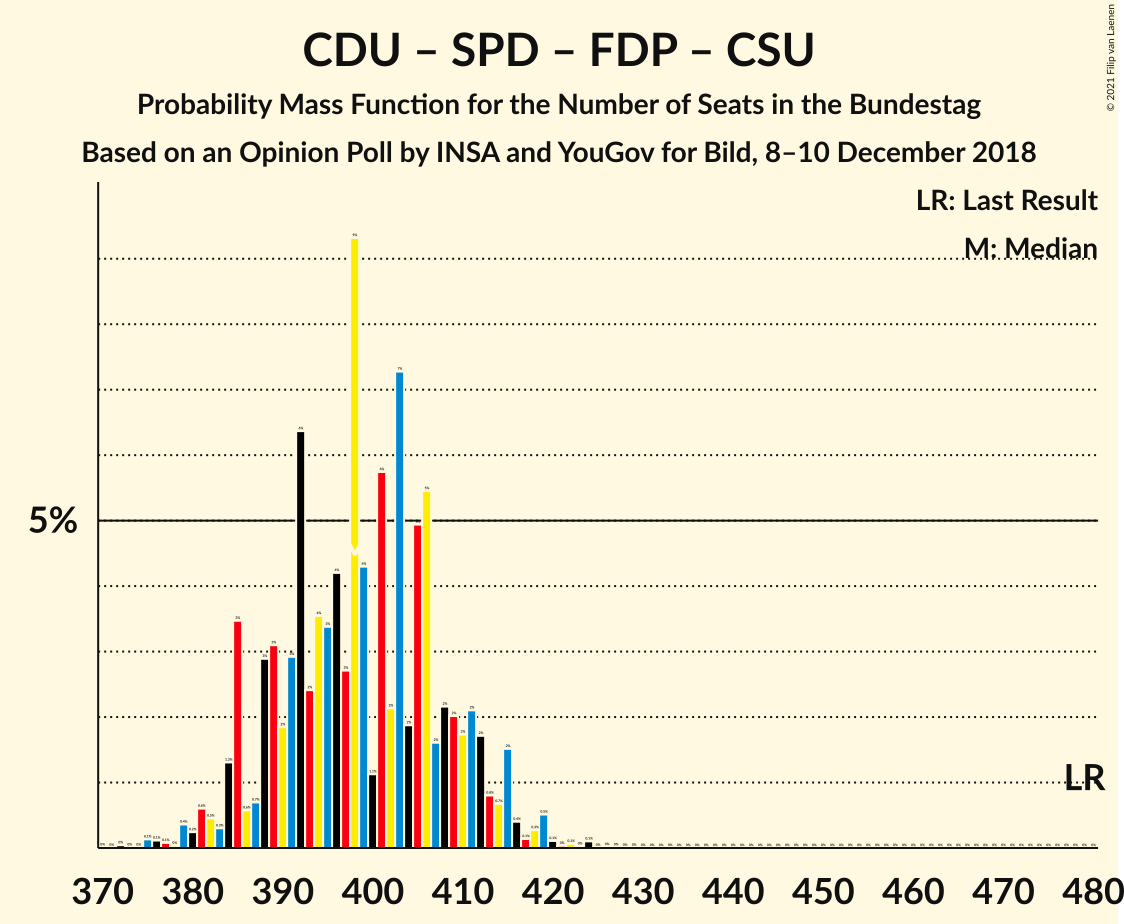 CDU – SPD – FDP – CSU
Probability Mass Function for the Number of Seats in the Bundestag
Based on an Opinion Poll by INSA and YouGov for Bild, 8–10 December 2018
© 2021 Filip van Laenen
LR: Last Result
M: Median
5%
M
LR
370 380 390 400 410 420 430 440 450 460 470 480